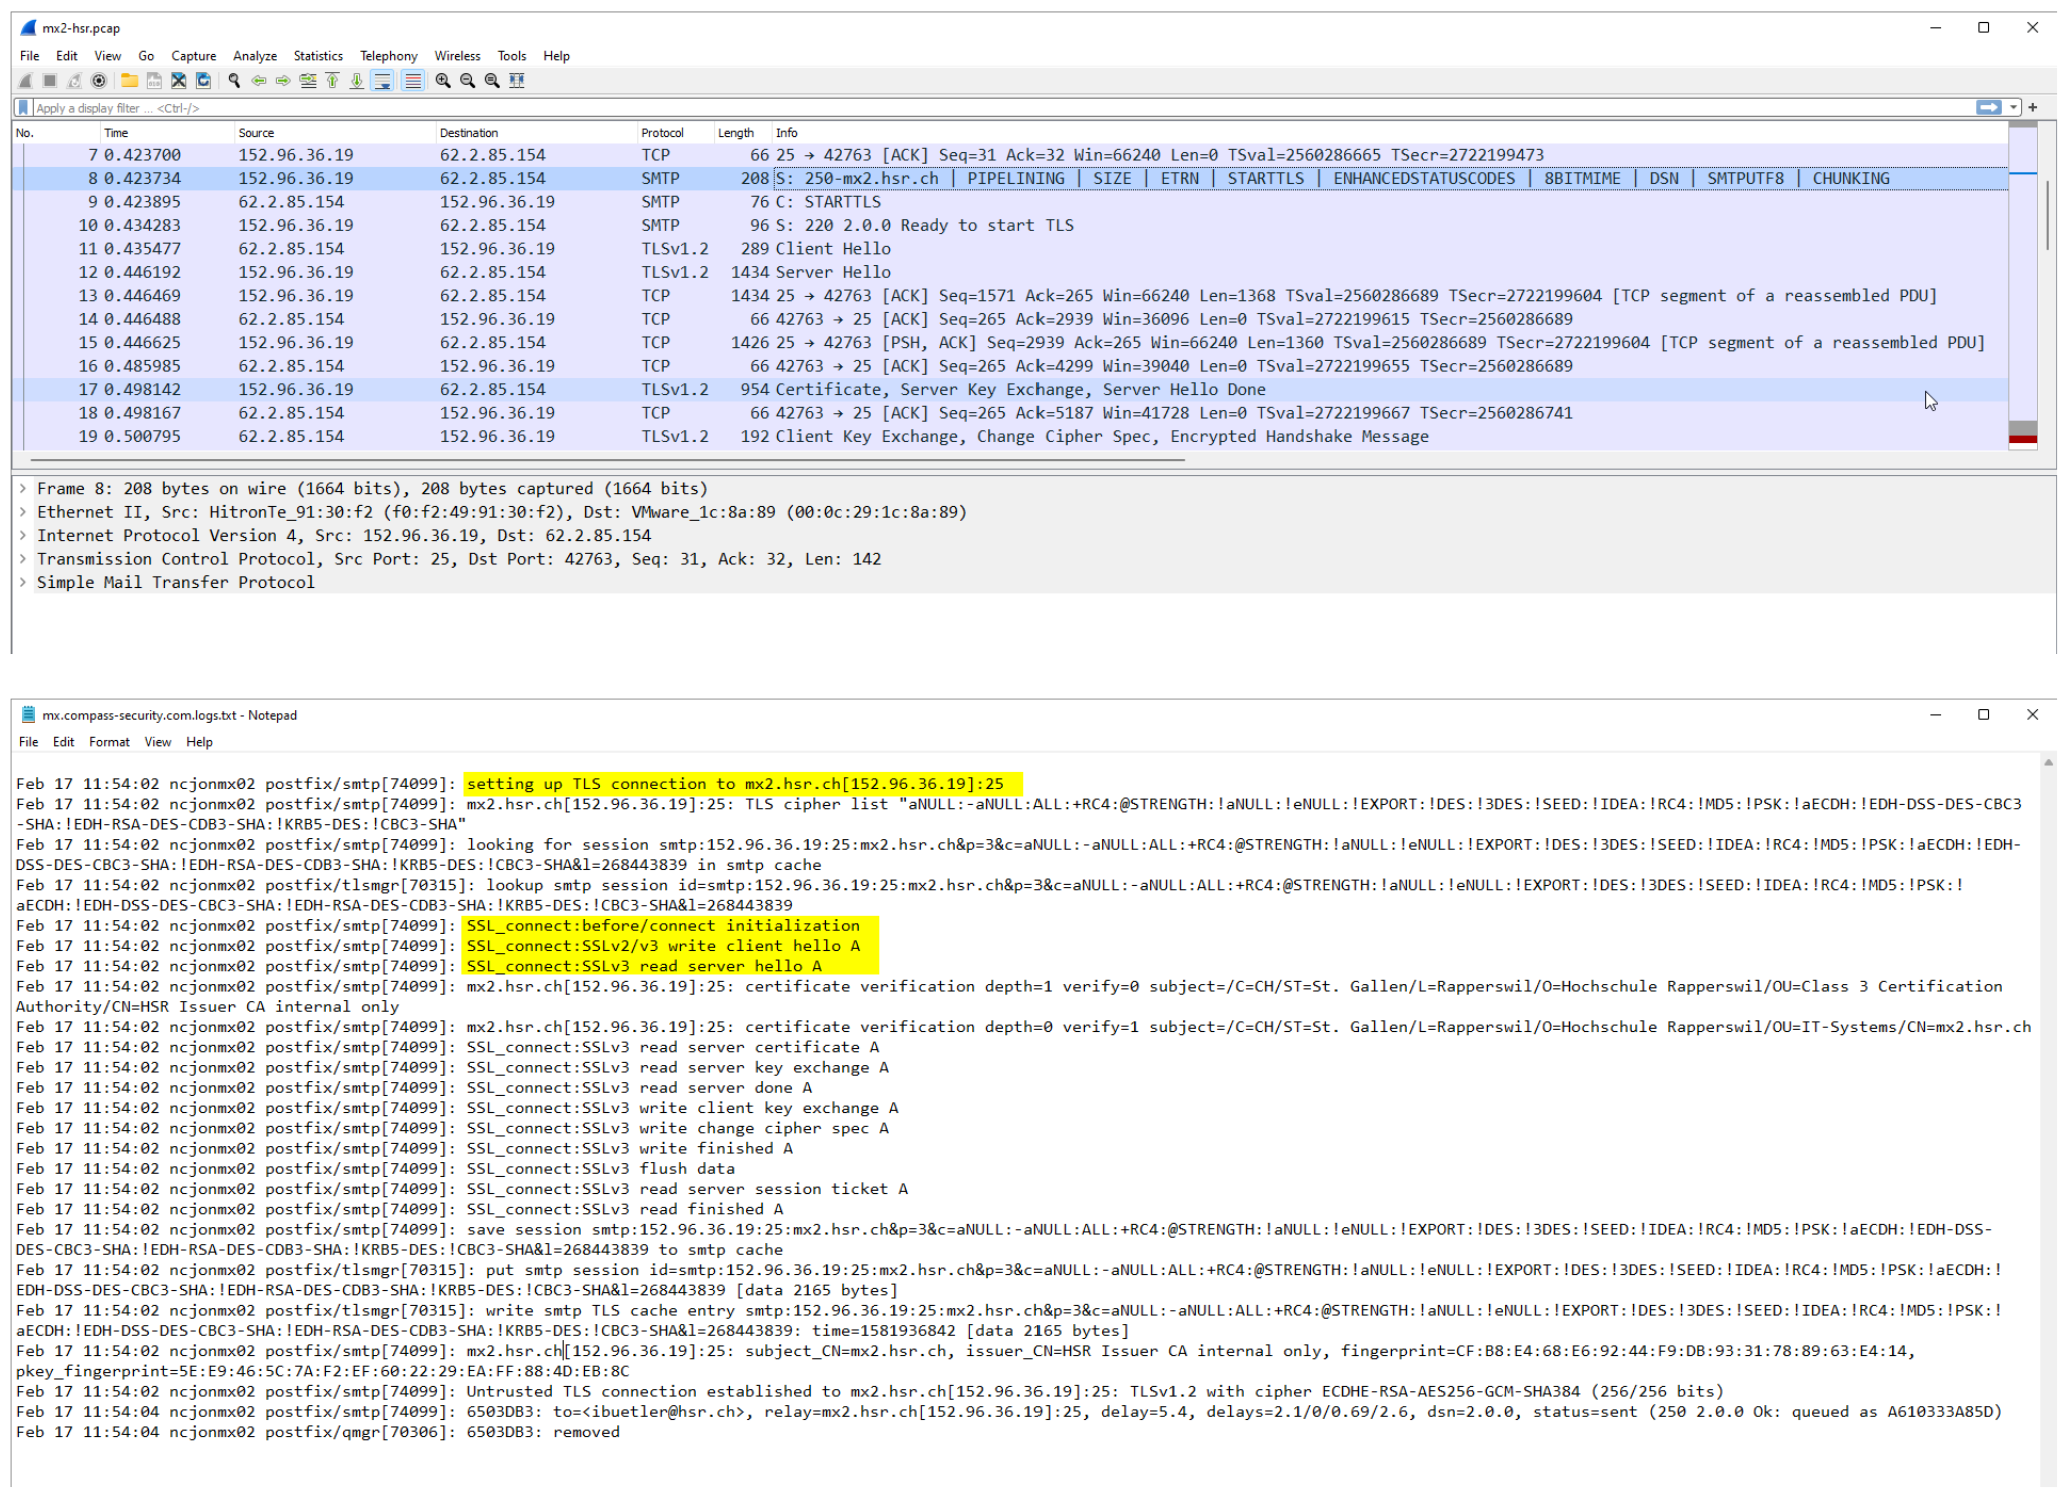 mx2-hsr.pcap
File Edit View Go Capture Analyze Statistics Telephony Wireless Tools Help
Apply a display filter ... <Ctrl-/>
No. Time Source Destination Protocol Length Info
7 0.423700 152.96.36.19 62.2.85.154 TCP 66 25 → 42763 [ACK] Seq=31 Ack=32 Win=66240 Len=0 TSval=2560286665 TSecr=2722199473
8 0.423734 152.96.36.19 62.2.85.154 SMTP 208 S: 250-mx2.hsr.ch | PIPELINING | SIZE | ETRN | STARTTLS | ENHANCEDSTATUSCODES | 8BITMIME | DSN | SMTPUTF8 | CHUNKING
9 0.423895 62.2.85.154 152.96.36.19 SMTP 76 C: STARTTLS
10 0.434283 152.96.36.19 62.2.85.154 SMTP 96 S: 220 2.0.0 Ready to start TLS
11 0.435477 62.2.85.154 152.96.36.19 TLSv1.2 289 Client Hello
12 0.446192 152.96.36.19 62.2.85.154 TLSv1.2 1434 Server Hello
13 0.446469 152.96.36.19 62.2.85.154 TCP 1434 25 → 42763 [ACK] Seq=1571 Ack=265 Win=66240 Len=1368 TSval=2560286689 TSecr=2722199604 [TCP segment of a reassembled PDU]
14 0.446488 62.2.85.154 152.96.36.19 TCP 66 42763 → 25 [ACK] Seq=265 Ack=2939 Win=36096 Len=0 TSval=2722199615 TSecr=2560286689
15 0.446625 152.96.36.19 62.2.85.154 TCP 1426 25 → 42763 [PSH, ACK] Seq=2939 Ack=265 Win=66240 Len=1360 TSval=2560286689 TSecr=2722199604 [TCP segment of a reassembled PDU]
16 0.485985 62.2.85.154 152.96.36.19 TCP 66 42763 → 25 [ACK] Seq=265 Ack=4299 Win=39040 Len=0 TSval=2722199655 TSecr=2560286689
17 0.498142 152.96.36.19 62.2.85.154 TLSv1.2 954 Certificate, Server Key Exchange, Server Hello Done
18 0.498167 62.2.85.154 152.96.36.19 TCP 66 42763 → 25 [ACK] Seq=265 Ack=5187 Win=41728 Len=0 TSval=2722199667 TSecr=2560286741
19 0.500795 62.2.85.154 152.96.36.19 TLSv1.2 192 Client Key Exchange, Change Cipher Spec, Encrypted Handshake Message
Frame 8: 208 bytes on wire (1664 bits), 208 bytes captured (1664 bits)
Ethernet II, Src: HitronTe_91:30:f2 (f0:f2:49:91:30:f2), Dst: VMware_1c:8a:89 (00:0c:29:1c:8a:89)
Internet Protocol Version 4, Src: 152.96.36.19, Dst: 62.2.85.154
Transmission Control Protocol, Src Port: 25, Dst Port: 42763, Seq: 31, Ack: 32, Len: 142
Simple Mail Transfer Protocol
mx.compass-security.com.logs.txt - Notepad
File Edit Format View Help
Feb 17 11:54:02 ncjonmx02 postfix/smtp[74099]: setting up TLS connection to mx2.hsr.ch[152.96.36.19]:25
Feb 17 11:54:02 ncjonmx02 postfix/smtp[74099]: mx2.hsr.ch[152.96.36.19]:25: TLS cipher list "aNULL:-aNULL:ALL:+RC4:@STRENGTH:!aNULL:!eNULL:!EXPORT:!DES:!3DES:!SEED:!IDEA:!RC4:!MD5:!PSK:!aECDH:!EDH-DSS-DES-CBC3
-SHA:!EDH-RSA-DES-CDB3-SHA:!KRB5-DES:!CBC3-SHA"
Feb 17 11:54:02 ncjonmx02 postfix/smtp[74099]: looking for session smtp:152.96.36.19:25:mx2.hsr.ch&p=3&c=aNULL:-aNULL:ALL:+RC4:@STRENGTH:!aNULL:!eNULL:!EXPORT:!DES:!3DES:!SEED:!IDEA:!RC4:!MD5:!PSK:!aECDH:!EDH-
DSS-DES-CBC3-SHA:!EDH-RSA-DES-CDB3-SHA:!KRB5-DES:!CBC3-SHA&l=268443839 in smtp cache
Feb 17 11:54:02 ncjonmx02 postfix/tlsmgr[70315]: lookup smtp session id=smtp:152.96.36.19:25:mx2.hsr.ch&p=3&c=aNULL:-aNULL:ALL:+RC4:@STRENGTH:!aNULL:!eNULL:!EXPORT:!DES:!3DES:!SEED:!IDEA:!RC4:!MD5:!PSK:!
aECDH:!EDH-DSS-DES-CBC3-SHA:!EDH-RSA-DES-CDB3-SHA:!KRB5-DES:!CBC3-SHA&l=268443839
Feb 17 11:54:02 ncjonmx02 postfix/smtp[74099]: SSL_connect:before/connect initialization
Feb 17 11:54:02 ncjonmx02 postfix/smtp[74099]: SSL_connect:SSLv2/v3 write client hello A
Feb 17 11:54:02 ncjonmx02 postfix/smtp[74099]: SSL_connect:SSLv3 read server hello A
Feb 17 11:54:02 ncjonmx02 postfix/smtp[74099]: mx2.hsr.ch[152.96.36.19]:25: certificate verification depth=1 verify=0 subject=/C=CH/ST=St. Gallen/L=Rapperswil/O=Hochschule Rapperswil/OU=Class 3 Certification
Authority/CN=HSR Issuer CA internal only
Feb 17 11:54:02 ncjonmx02 postfix/smtp[74099]: mx2.hsr.ch[152.96.36.19]:25: certificate verification depth=0 verify=1 subject=/C=CH/ST=St. Gallen/L=Rapperswil/O=Hochschule Rapperswil/OU=IT-Systems/CN=mx2.hsr.ch
Feb 17 11:54:02 ncjonmx02 postfix/smtp[74099]: SSL_connect:SSLv3 read server certificate A
Feb 17 11:54:02 ncjonmx02 postfix/smtp[74099]: SSL_connect:SSLv3 read server key exchange A
Feb 17 11:54:02 ncjonmx02 postfix/smtp[74099]: SSL_connect:SSLv3 read server done A
Feb 17 11:54:02 ncjonmx02 postfix/smtp[74099]: SSL_connect:SSLv3 write client key exchange A
Feb 17 11:54:02 ncjonmx02 postfix/smtp[74099]: SSL_connect:SSLv3 write change cipher spec A
Feb 17 11:54:02 ncjonmx02 postfix/smtp[74099]: SSL_connect:SSLv3 write finished A
Feb 17 11:54:02 ncjonmx02 postfix/smtp[74099]: SSL_connect:SSLv3 flush data
Feb 17 11:54:02 ncjonmx02 postfix/smtp[74099]: SSL_connect:SSLv3 read server session ticket A
Feb 17 11:54:02 ncjonmx02 postfix/smtp[74099]: SSL_connect:SSLv3 read finished A
Feb 17 11:54:02 ncjonmx02 postfix/smtp[74099]: save session smtp:152.96.36.19:25:mx2.hsr.ch&p=3&c=aNULL:-aNULL:ALL:+RC4:@STRENGTH:!aNULL:!eNULL:!EXPORT:!DES:!3DES:!SEED:!IDEA:!RC4:!MD5:!PSK:!aECDH:!EDH-DSS-
DES-CBC3-SHA:!EDH-RSA-DES-CDB3-SHA:!KRB5-DES:!CBC3-SHA&l=268443839 to smtp cache
Feb 17 11:54:02 ncjonmx02 postfix/tlsmgr[70315]: put smtp session id=smtp:152.96.36.19:25:mx2.hsr.ch&p=3&c=aNULL:-aNULL:ALL:+RC4:@STRENGTH:!aNULL:!eNULL:!EXPORT:!DES:!3DES:!SEED:!IDEA:!RC4:!MD5:!PSK:!aECDH:!
EDH-DSS-DES-CBC3-SHA:!EDH-RSA-DES-CDB3-SHA:!KRB5-DES:!CBC3-SHA&l=268443839 [data 2165 bytes]
Feb 17 11:54:02 ncjonmx02 postfix/tlsmgr[70315]: write smtp TLS cache entry smtp:152.96.36.19:25:mx2.hsr.ch&p=3&c=aNULL:-aNULL:ALL:+RC4:@STRENGTH:!aNULL:!eNULL:!EXPORT:!DES:!3DES:!SEED:!IDEA:!RC4:!MD5:!PSK:!
aECDH:!EDH-DSS-DES-CBC3-SHA:!EDH-RSA-DES-CDB3-SHA:!KRB5-DES:!CBC3-SHA&l=268443839: time=1581936842 [data 2165 bytes]
Feb 17 11:54:02 ncjonmx02 postfix/smtp[74099]: mx2.hsr.ch[152.96.36.19]:25: subject_CN=mx2.hsr.ch, issuer_CN=HSR Issuer CA internal only, fingerprint=CF:B8:E4:68:E6:92:44:F9:DB:93:31:78:89:63:E4:14,
pkey_fingerprint=5E:E9:46:5C:7A:F2:EF:60:22:29:EA:FF:88:4D:EB:8C
Feb 17 11:54:02 ncjonmx02 postfix/smtp[74099]: Untrusted TLS connection established to mx2.hsr.ch[152.96.36.19]:25: TLSv1.2 with cipher ECDHE-RSA-AES256-GCM-SHA384 (256/256 bits)
Feb 17 11:54:04 ncjonmx02 postfix/smtp[74099]: 6503DB3: to=<ibuetler@hsr.ch>, relay=mx2.hsr.ch[152.96.36.19]:25, delay=5.4, delays=2.1/0/0.69/2.6, dsn=2.0.0, status=sent (250 2.0.0 Ok: queued as A610333A85D)
Feb 17 11:54:04 ncjonmx02 postfix/qmgr[70306]: 6503DB3: removed